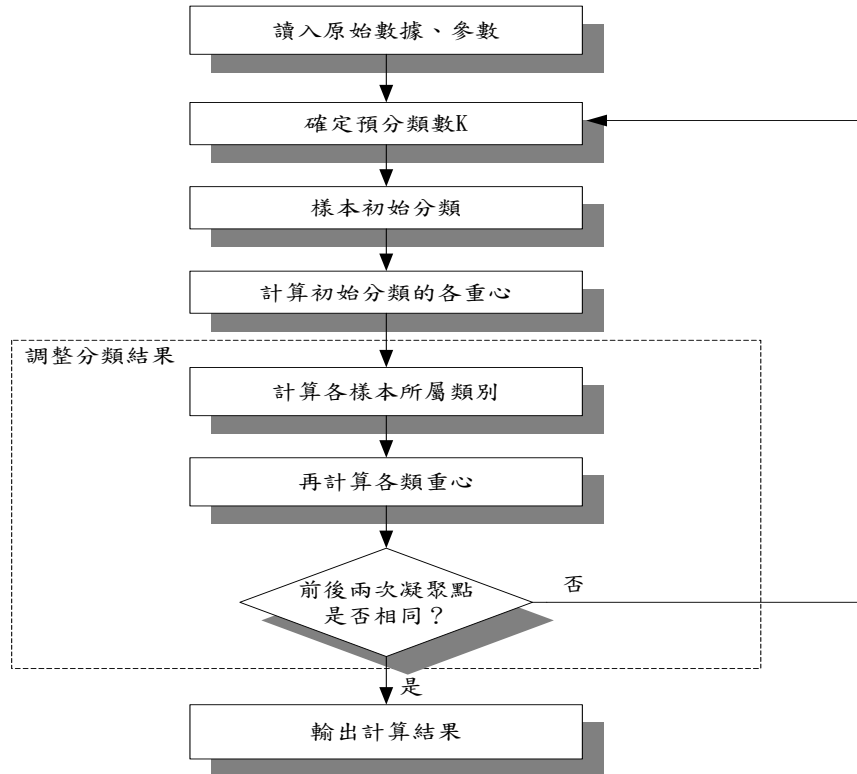 讀入原始數據、參數
確定預分類數K
樣本初始分類
計算初始分類的各重心
調整分類結果
計算各樣本所屬類別
再計算各類重心
前後兩次凝聚點
是否相同？
否
是
輸出計算結果